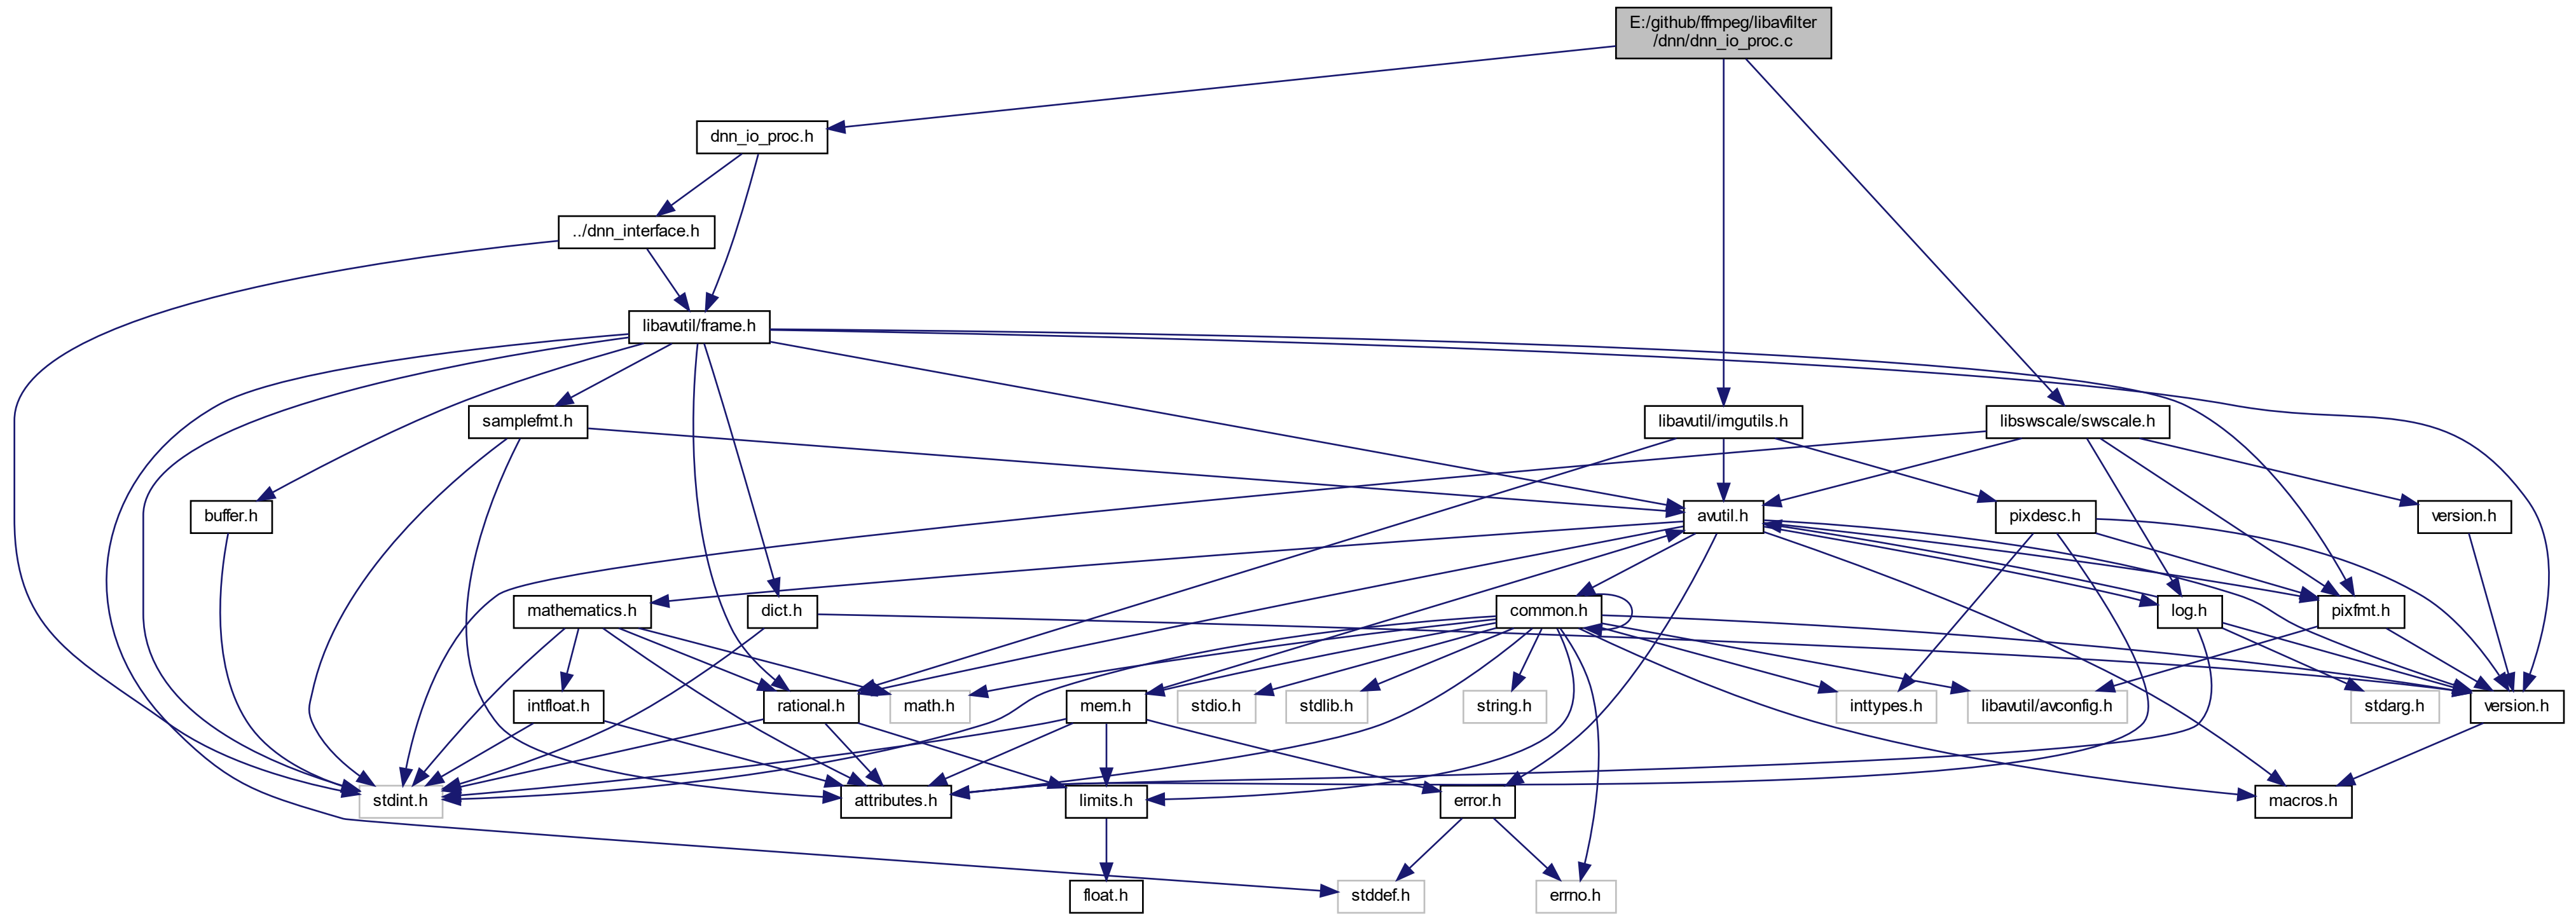 E:/github/ffmpeg/libavfilter
/dnn/dnn_io_proc.c
dnn_io_proc.h
../dnn_interface.h
libavutil/frame.h
samplefmt.h
libavutil/imgutils.h
libswscale/swscale.h
buffer.h
avutil.h
pixdesc.h
version.h
mathematics.h
dict.h
common.h
log.h
pixfmt.h
intfloat.h
rational.h
math.h
mem.h
stdio.h
stdlib.h
string.h
inttypes.h
libavutil/avconfig.h
stdarg.h
version.h
stdint.h
attributes.h
limits.h
error.h
macros.h
float.h
stddef.h
errno.h